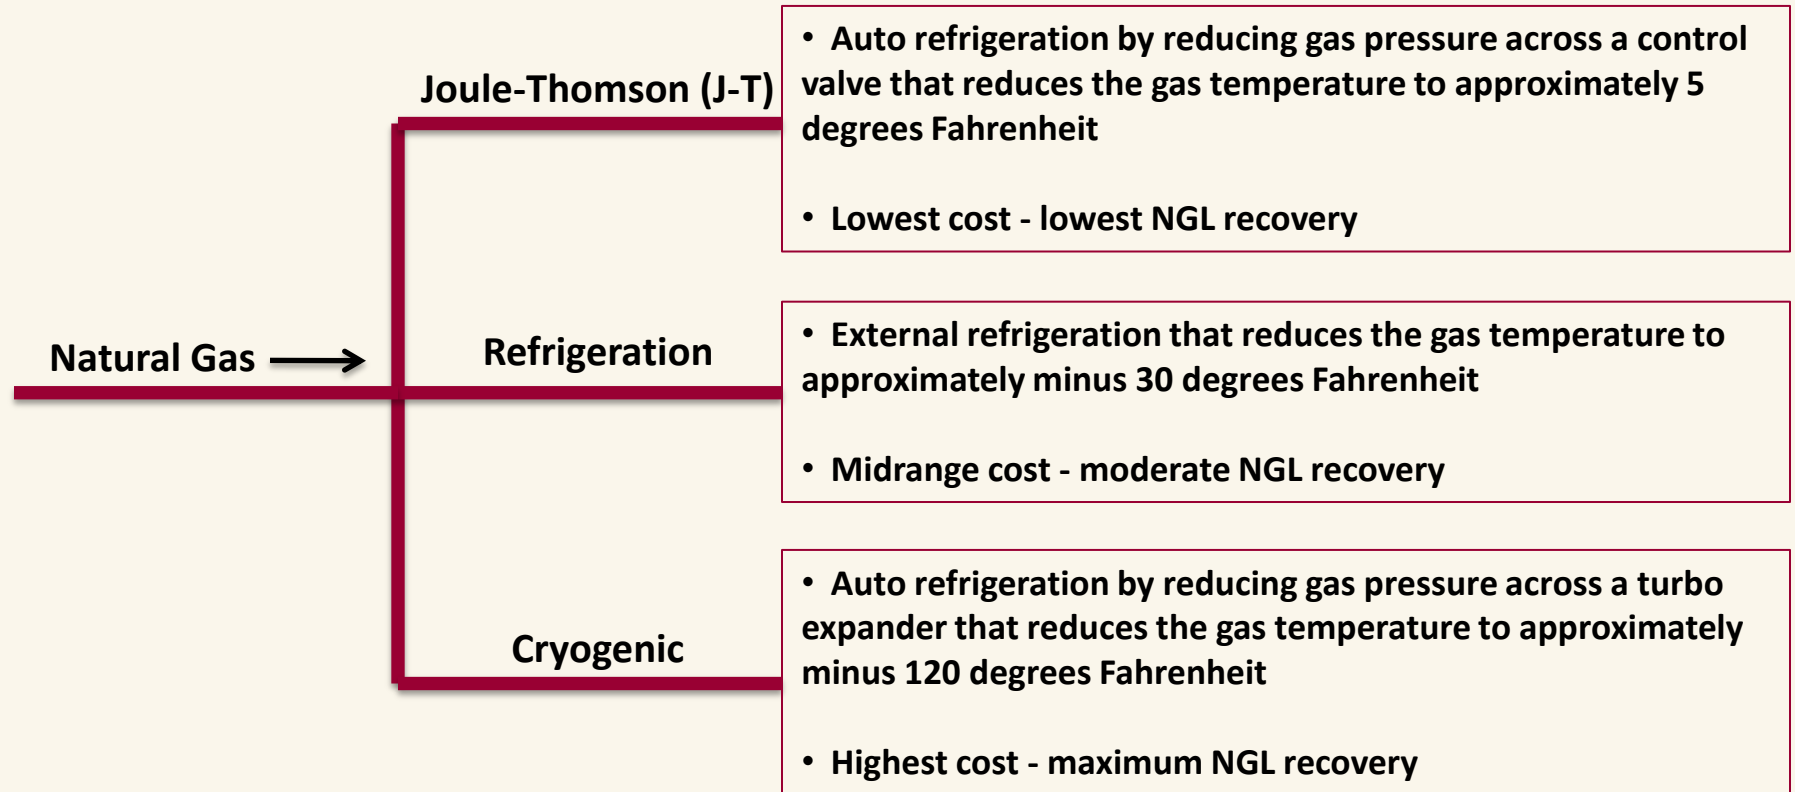 Joule-Thomson (J-T)
• Auto refrigeration by reducing gas pressure across a control
valve that reduces the gas temperature to approximately 5
degrees Fahrenheit
• Lowest cost - lowest NGL recovery
Natural Gas
Refrigeration
• External refrigeration that reduces the gas temperature to
approximately minus 30 degrees Fahrenheit
• Midrange cost - moderate NGL recovery
Cryogenic
• Auto refrigeration by reducing gas pressure across a turbo
expander that reduces the gas temperature to approximately
minus 120 degrees Fahrenheit
• Highest cost - maximum NGL recovery